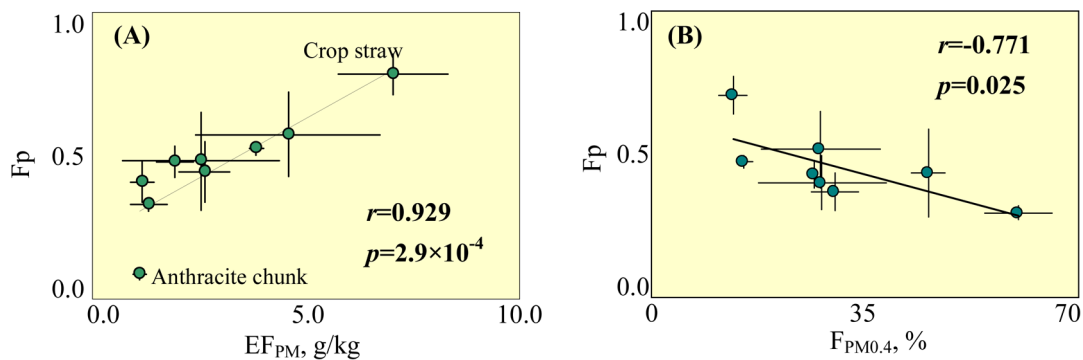 1.0
(A)
Crop straw
0.5
Fp
r=0.929
p=2.9×10⁻⁴
Anthracite chunk
0.0
0.0 5.0 10.0
EF_PM, g/kg
1.0
(B)
r=-0.771
p=0.025
0.5
Fp
0.0
0 35 70
F_PM0.4, %